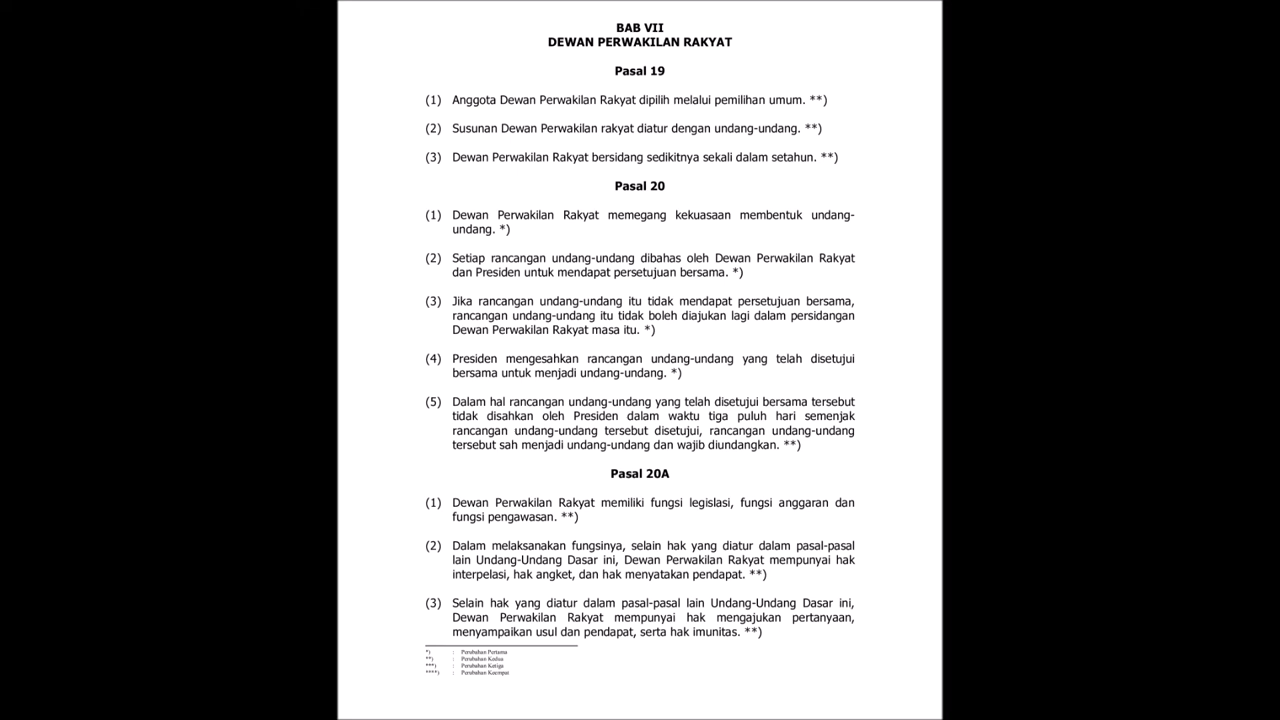 BAB VII
DEWAN PERWAKILAN RAKYAT
Pasal 19
(1) Anggota Dewan Perwakilan Rakyat dipilih melalui pemilihan umum. **)
(2) Susunan Dewan Perwakilan rakyat diatur dengan undang-undang. **)
(3) Dewan Perwakilan Rakyat bersidang sedikitnya sekali dalam setahun. **)
Pasal 20
(1) Dewan Perwakilan Rakyat memegang kekuasaan membentuk undang-
undang. *)
(2) Setiap rancangan undang-undang dibahas oleh Dewan Perwakilan Rakyat
dan Presiden untuk mendapat persetujuan bersama. *)
(3) Jika rancangan undang-undang itu tidak mendapat persetujuan bersama,
rancangan undang-undang itu tidak boleh diajukan lagi dalam persidangan
Dewan Perwakilan Rakyat masa itu. *)
(4) Presiden mengesahkan rancangan undang-undang yang telah disetujui
bersama untuk menjadi undang-undang. *)
(5) Dalam hal rancangan undang-undang yang telah disetujui bersama tersebut
tidak disahkan oleh Presiden dalam waktu tiga puluh hari semenjak
rancangan undang-undang tersebut disetujui, rancangan undang-undang
tersebut sah menjadi undang-undang dan wajib diundangkan. **)
Pasal 20A
(1) Dewan Perwakilan Rakyat memiliki fungsi legislasi, fungsi anggaran dan
fungsi pengawasan. **)
(2) Dalam melaksanakan fungsinya, selain hak yang diatur dalam pasal-pasal
lain Undang-Undang Dasar ini, Dewan Perwakilan Rakyat mempunyai hak
interpelasi, hak angket, dan hak menyatakan pendapat. **)
(3) Selain hak yang diatur dalam pasal-pasal lain Undang-Undang Dasar ini,
Dewan Perwakilan Rakyat mempunyai hak mengajukan pertanyaan,
menyampaikan usul dan pendapat, serta hak imunitas. **)
*) : Perubahan Pertama
**) : Perubahan Kedua
***) : Perubahan Ketiga
****) : Perubahan Keempat